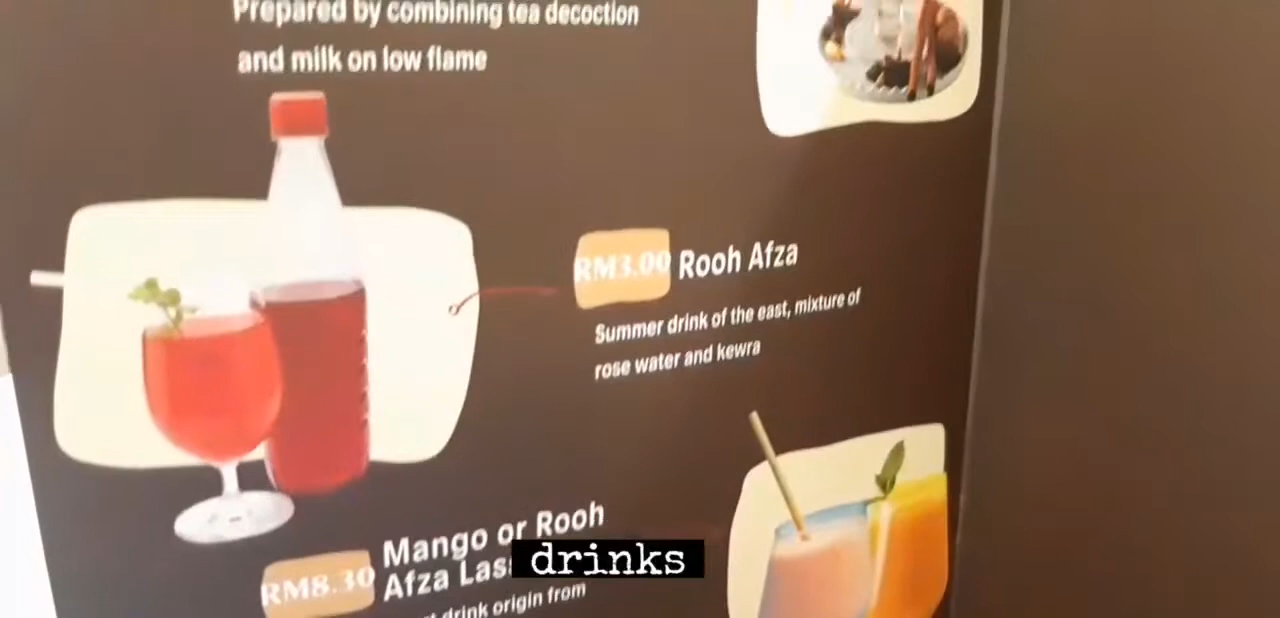 Prepared by combining tea decoction
and milk on low flame
RM3.00 Rooh Afza
Summer drink of the east, mixture of
rose water and kewra
Mango or Rooh
RM8.30 Afza
drinks
drink origin from